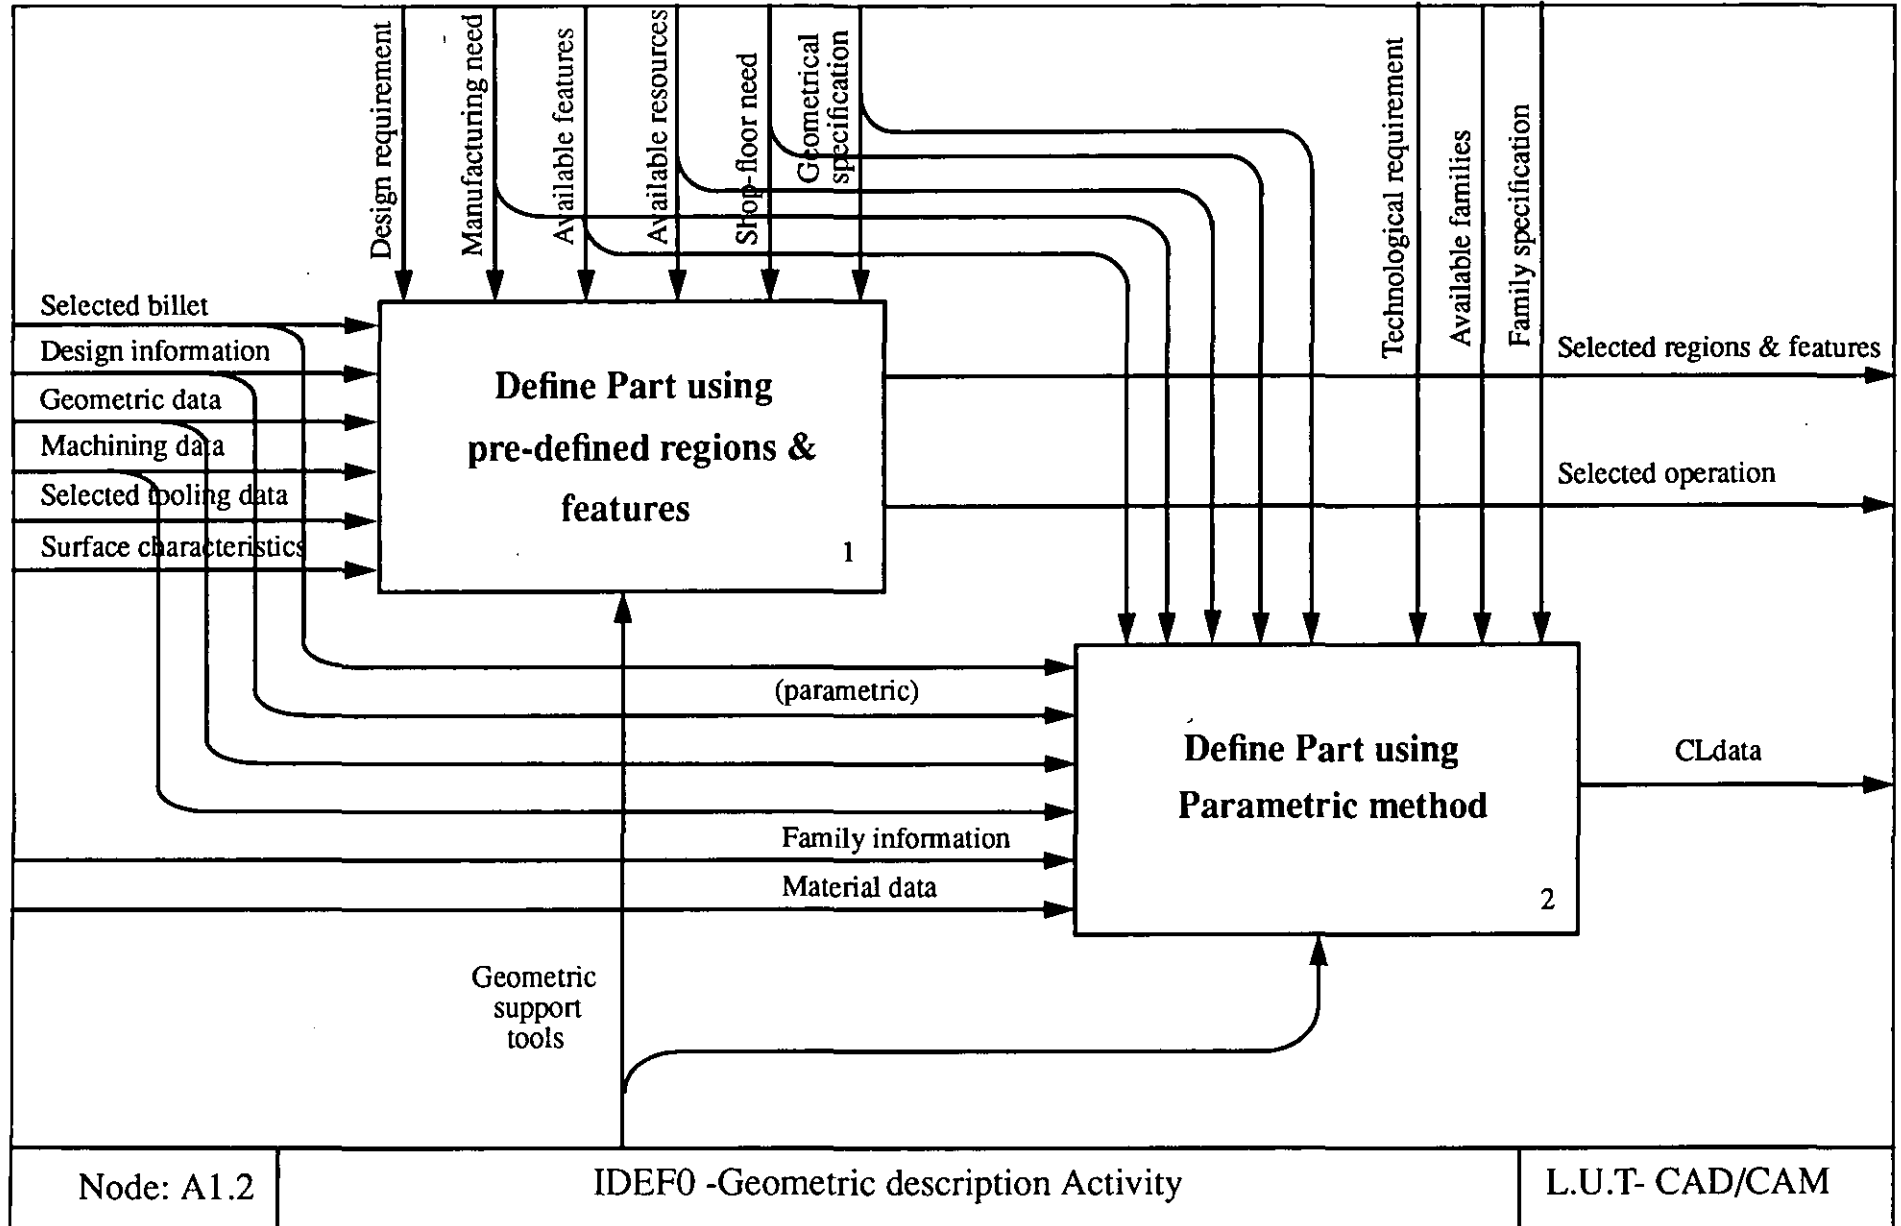 Design requirement
Manufacturing need
Available features
Available resources
Shop-floor need
Geometrical
specification
Technological requirement
Available families
Family specification
Selected billet
Design information
Geometric data
Machining data
Selected tooling data
Surface characteristics
Define Part using
pre-defined regions &
features
1
Selected regions & features
Selected operation
(parametric)
Define Part using
Parametric method
2
CLdata
Family information
Material data
Geometric
support
tools
Node: A1.2
IDEF0 -Geometric description Activity
L.U.T- CAD/CAM